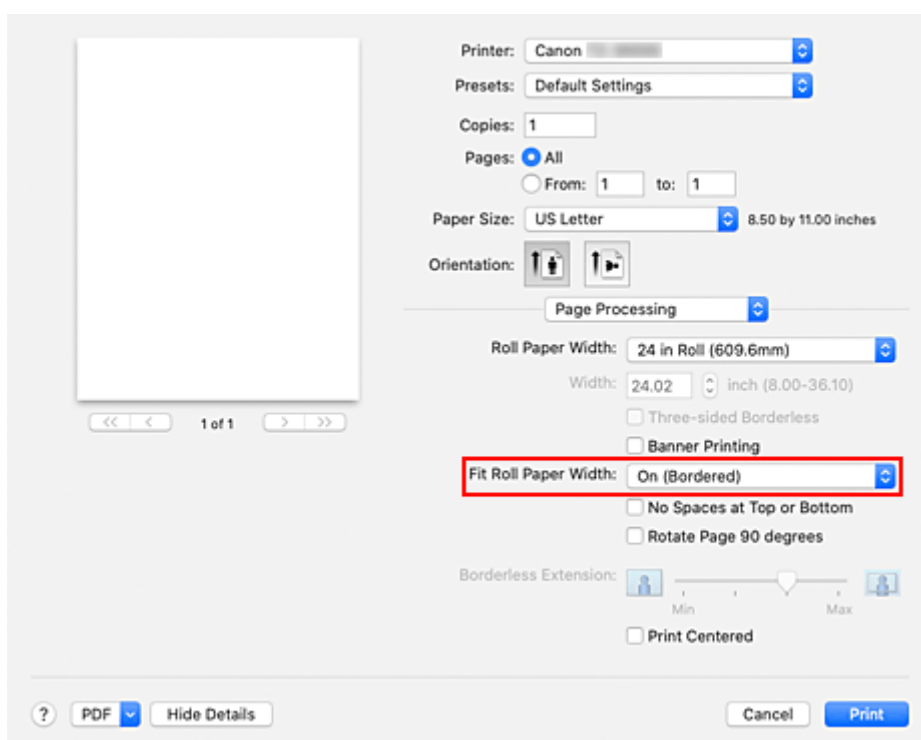 Printer: Canon
Presets: Default Settings
Copies: 1
Pages: All
From: 1 to: 1
Paper Size: US Letter 8.50 by 11.00 inches
Orientation:
Page Processing
Roll Paper Width: 24 in Roll (609.6mm)
Width: 24.02 inch (8.00-36.10)
Three-sided Borderless
<< < 1 of 1 > >>
Banner Printing
Fit Roll Paper Width: On (Bordered)
No Spaces at Top or Bottom
Rotate Page 90 degrees
Borderless Extension:
Min Max
Print Centered
? PDF Hide Details Cancel Print